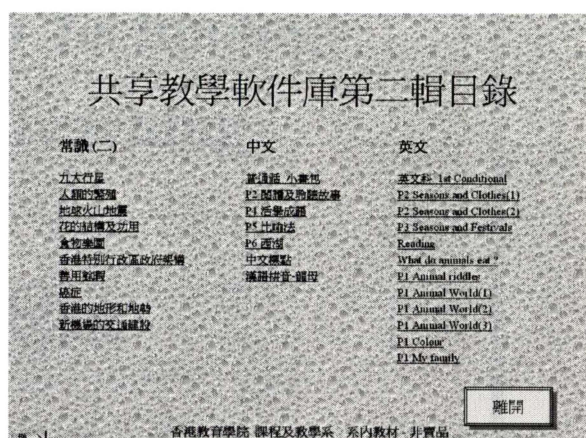 共享教學軟件庫第二輯目錄
常識(二)
九大行星
人類的繁殖
地球火山地震
花的結構及功用
食物樂園
香港特別行政區政府架構
善用餘暇
癌症
香港的地形和地勢
新機場的交通建設
中文
普通話 小書包
P2 閱讀及聆聽故事
P4 活學成語
P5 比喻法
P6 西湖
中文標點
漢語拼音-韻母
英文
英文科 1st Conditional
P2 Seasons and Clothes(1)
P2 Seasons and Clothes(2)
P3 Seasons and Festivals
Reading
What do animals eat ?
P1 Animal riddles
P1 Animal World(1)
P1 Animal World(2)
P1 Animal World(3)
P1 Colour
P1 My family
離開
香港教育學院 課程及教學系 系內教材 - 非賣品